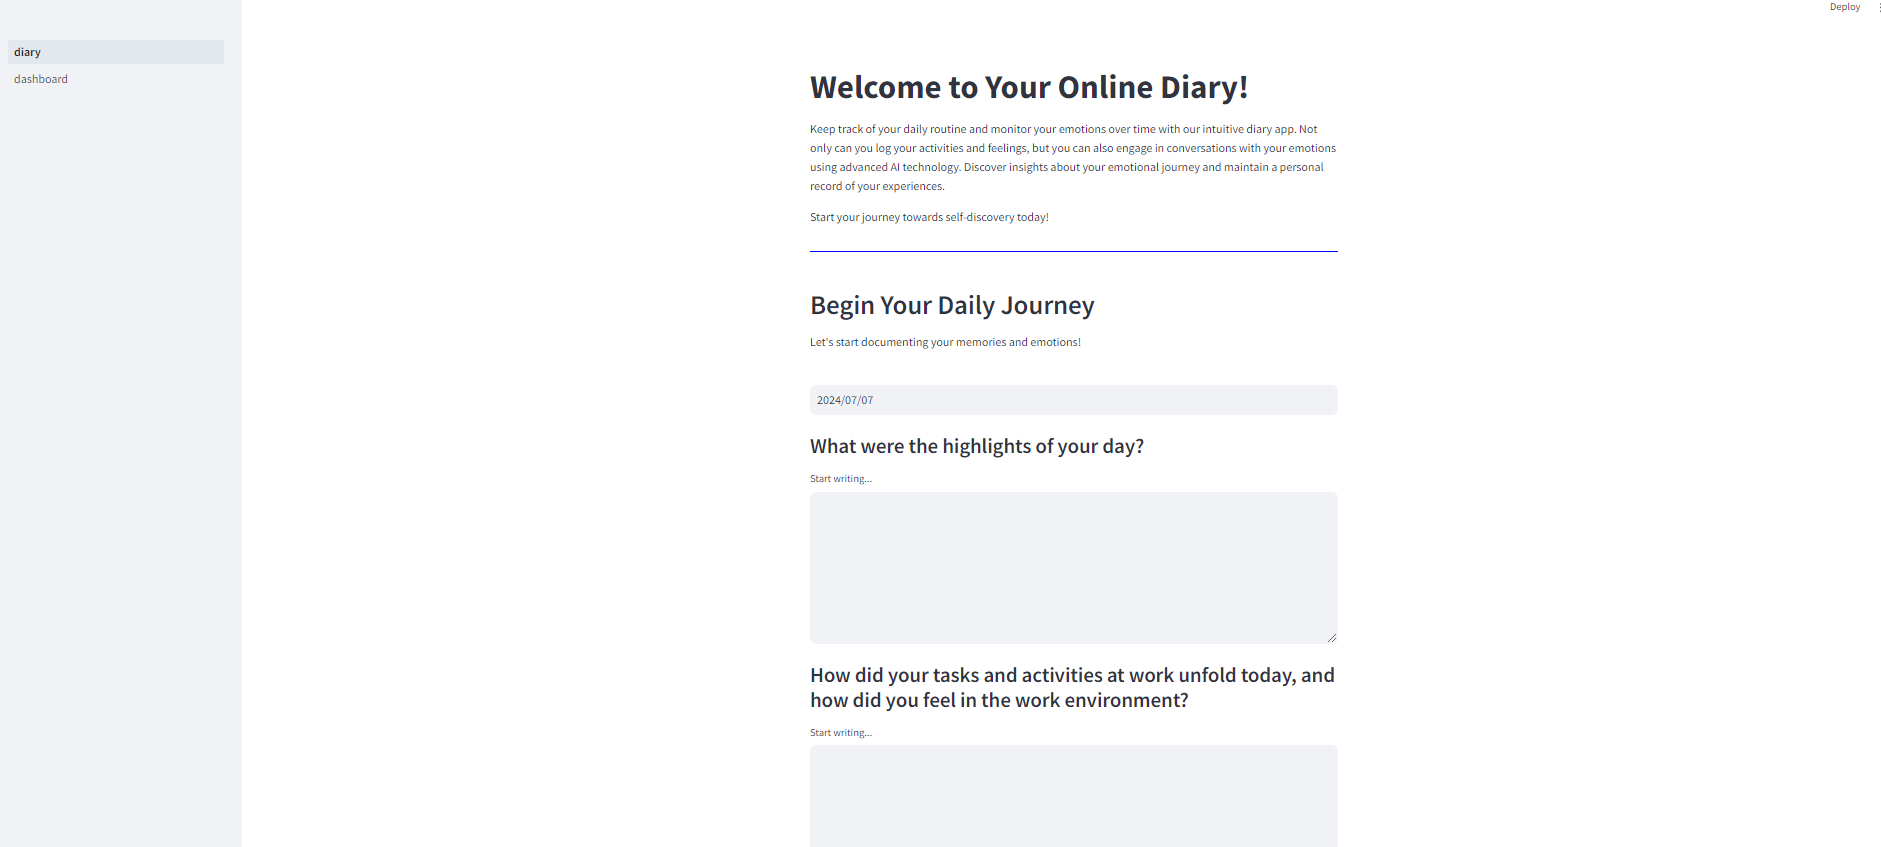 Deploy
diary
dashboard
Welcome to Your Online Diary!
Keep track of your daily routine and monitor your emotions over time with our intuitive diary app. Not
only can you log your activities and feelings, but you can also engage in conversations with your emotions
using advanced AI technology. Discover insights about your emotional journey and maintain a personal
record of your experiences.
Start your journey towards self-discovery today!
Begin Your Daily Journey
Let's start documenting your memories and emotions!
2024/07/07
What were the highlights of your day?
Start writing...
How did your tasks and activities at work unfold today, and
how did you feel in the work environment?
Start writing...